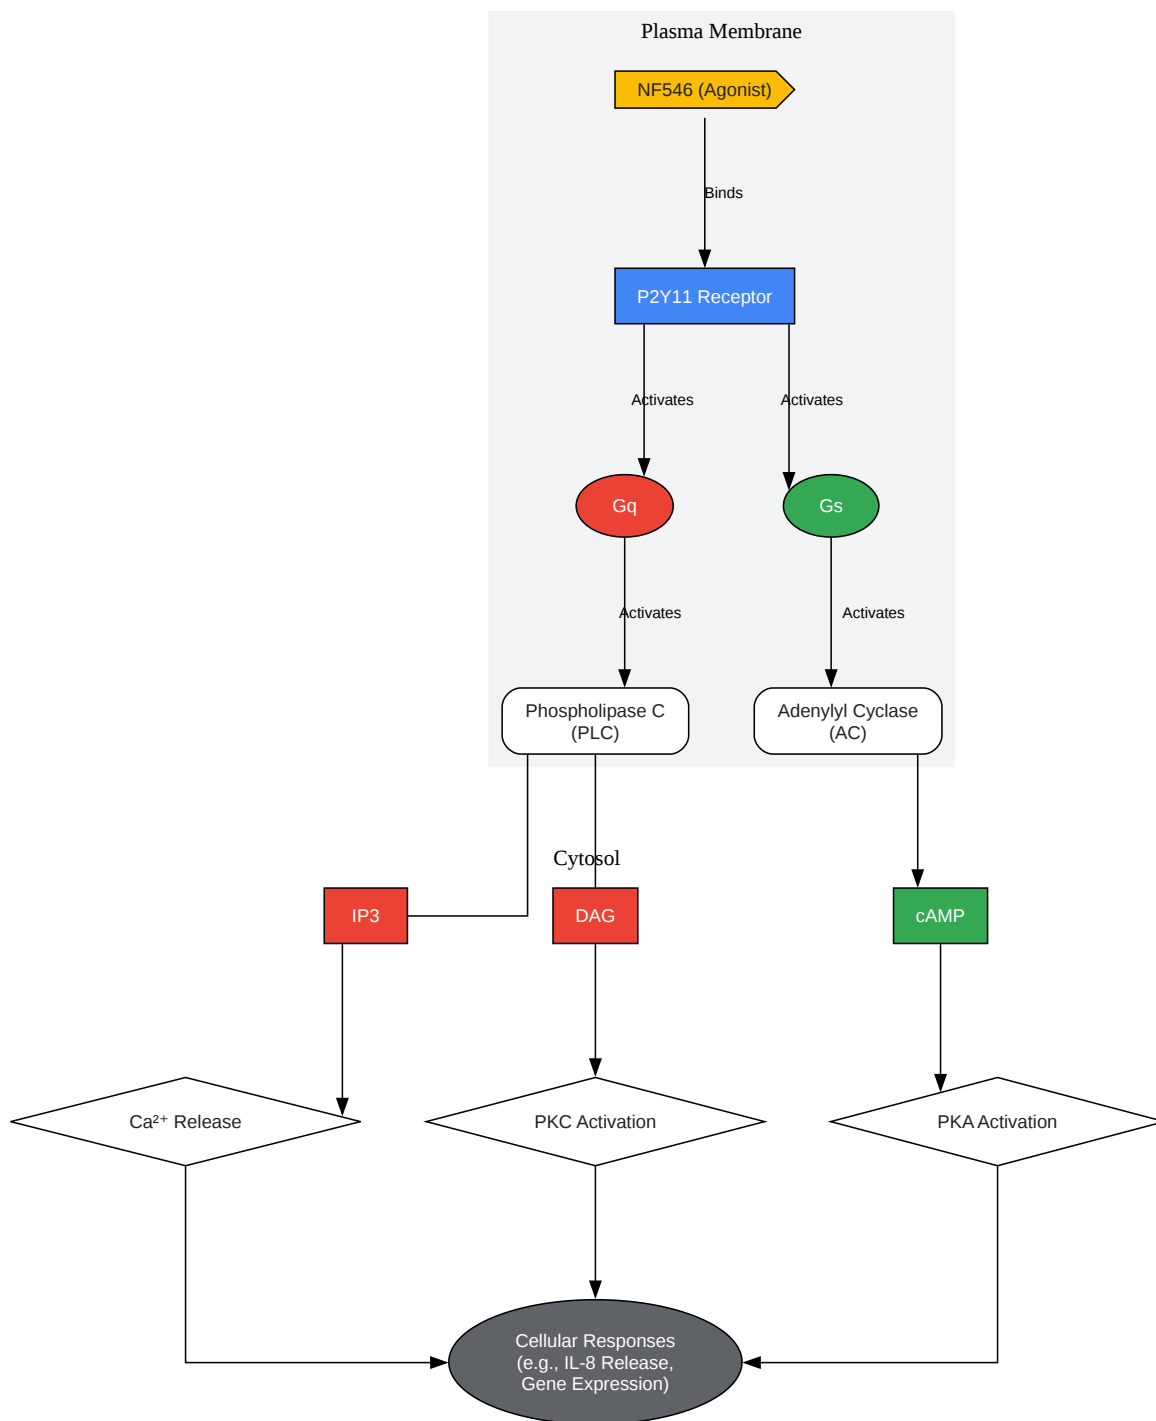 Plasma Membrane
NF546 (Agonist)
Binds
P2Y11 Receptor
Activates
Activates
Gq
Gs
Activates
Activates
Phospholipase C
(PLC)
Adenylyl Cyclase
(AC)
Cytosol
IP3
DAG
cAMP
Ca²⁺ Release
PKC Activation
PKA Activation
Cellular Responses
(e.g., IL-8 Release,
Gene Expression)